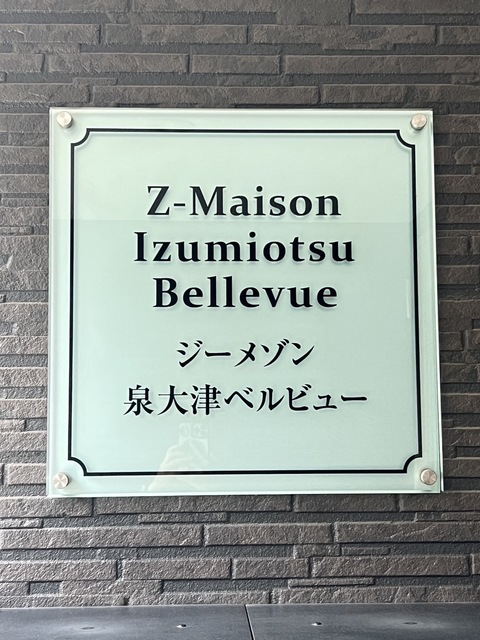 Z-Maison
Izumiotsu
Bellevue
ジーメゾン
泉大津ベルビュー